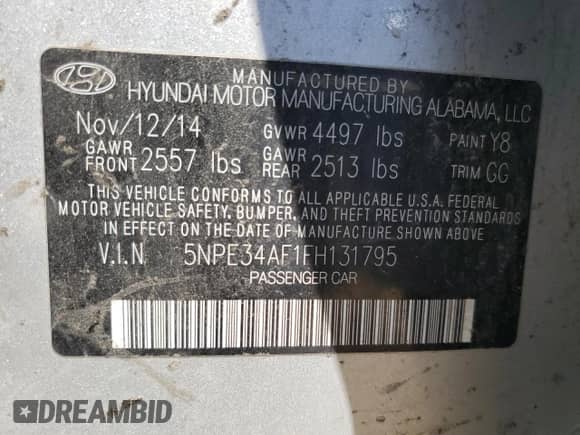 MANUFACTURED BY
HYUNDAI MOTOR MANUFACTURING ALABAMA, LLC
Nov/12/14 GVWR 4497 lbs PAINT Y8
GAWR FRONT 2557 lbs GAWR REAR 2513 lbs TRIM GG
THIS VEHICLE CONFORMS TO ALL APPLICABLE U.S.A. FEDERAL
MOTOR VEHICLE SAFETY, BUMPER, AND THEFT PREVENTION STANDARDS
IN EFFECT ON THE DATE OF MANUFACTURE SHOWN ABOVE.
V.I.N 5NPE34AF1FH131795
PASSENGER CAR
DREAMBID